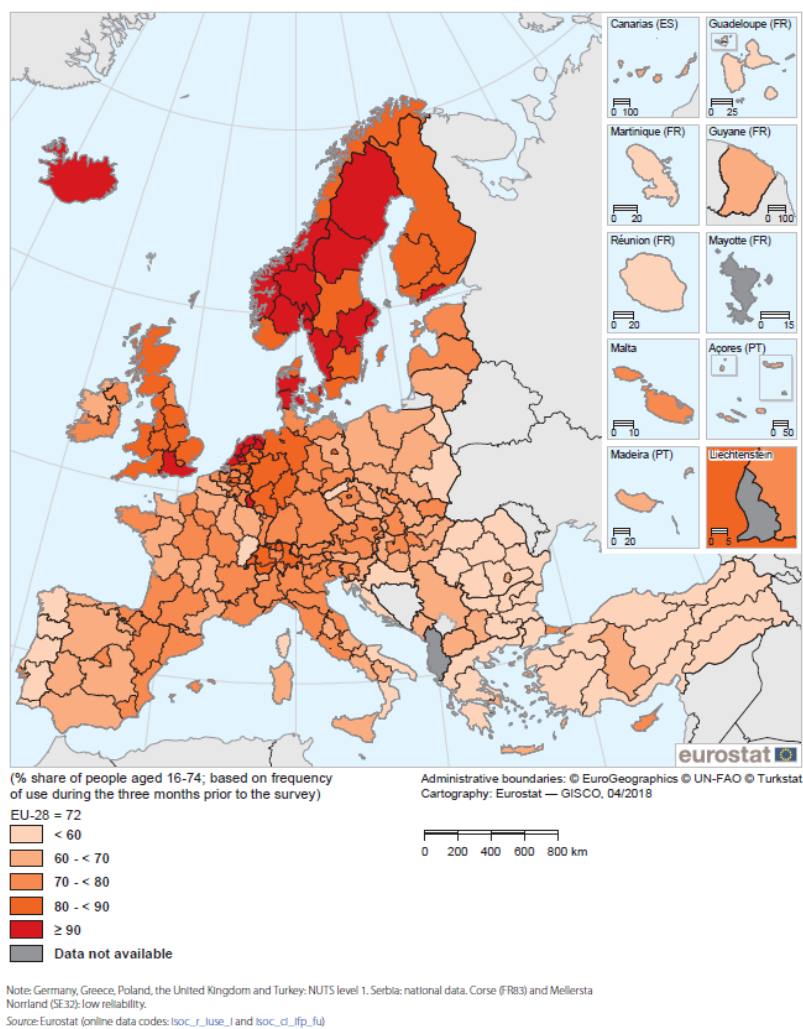 Canarias (ES)
0 100
Guadeloupe (FR)
0 25
Martinique (FR)
0 20
Guyane (FR)
0 100
Réunion (FR)
0 20
Mayotte (FR)
0 15
Malta
0 10
Açores (PT)
0 50
Madeira (PT)
0 20
Liechtenstein
0 5
eurostat
(% share of people aged 16-74; based on frequency
of use during the three months prior to the survey)
Administrative boundaries: © EuroGeographics © UN-FAO © Turkstat
Cartography: Eurostat — GISCO, 04/2018
EU-28 = 72
< 60
60 - < 70
70 - < 80
80 - < 90
≥ 90
Data not available
0 200 400 600 800 km
Note: Germany, Greece, Poland, the United Kingdom and Turkey: NUTS level 1. Serbia: national data. Corse (FR83) and Mellersta
Norrland (SE32): low reliability.
Source: Eurostat (online data codes: isoc_r_iuse_i and isoc_ci_ifp_fu)